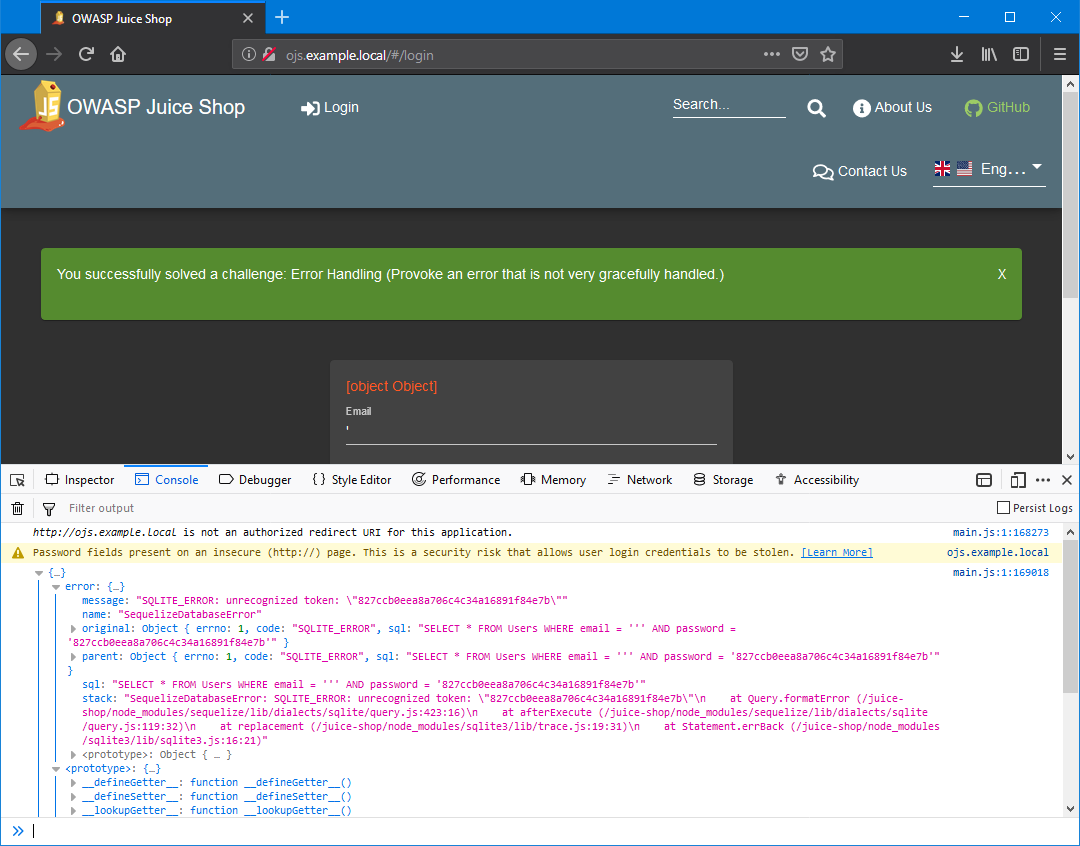 OWASP Juice Shop
ojs.example.local/#/login
OWASP Juice Shop
Login
Search...
About Us
GitHub
Contact Us
Eng...
You successfully solved a challenge: Error Handling (Provoke an error that is not very gracefully handled.)
X
[object Object]
Email
'
Inspector
Console
Debugger
Style Editor
Performance
Memory
Network
Storage
Accessibility
Filter output
Persist Logs
http://ojs.example.local is not an authorized redirect URI for this application. main.js:1:168273
Password fields present on an insecure (http://) page. This is a security risk that allows user login credentials to be stolen. [Learn More] ojs.example.local
{…} main.js:1:169018
error: {…}
message: "SQLITE_ERROR: unrecognized token: \"827ccb0eea8a706c4c34a16891f84e7b\""
name: "SequelizeDatabaseError"
original: Object { errno: 1, code: "SQLITE_ERROR", sql: "SELECT * FROM Users WHERE email = ''' AND password =
'827ccb0eea8a706c4c34a16891f84e7b'" }
parent: Object { errno: 1, code: "SQLITE_ERROR", sql: "SELECT * FROM Users WHERE email = ''' AND password = '827ccb0eea8a706c4c34a16891f84e7b'"
}
sql: "SELECT * FROM Users WHERE email = ''' AND password = '827ccb0eea8a706c4c34a16891f84e7b'"
stack: "SequelizeDatabaseError: SQLITE_ERROR: unrecognized token: \"827ccb0eea8a706c4c34a16891f84e7b\"\n    at Query.formatError (/juice-
shop/node_modules/sequelize/lib/dialects/sqlite/query.js:423:16)\n    at afterExecute (/juice-shop/node_modules/sequelize/lib/dialects/sqlite
/query.js:119:32)\n    at replacement (/juice-shop/node_modules/sqlite3/lib/trace.js:19:31)\n    at Statement.errBack (/juice-shop/node_modules
/sqlite3/lib/sqlite3.js:16:21)"
<prototype>: Object { … }
<prototype>: {…}
__defineGetter__: function __defineGetter__()
__defineSetter__: function __defineSetter__()
__lookupGetter__: function __lookupGetter__()